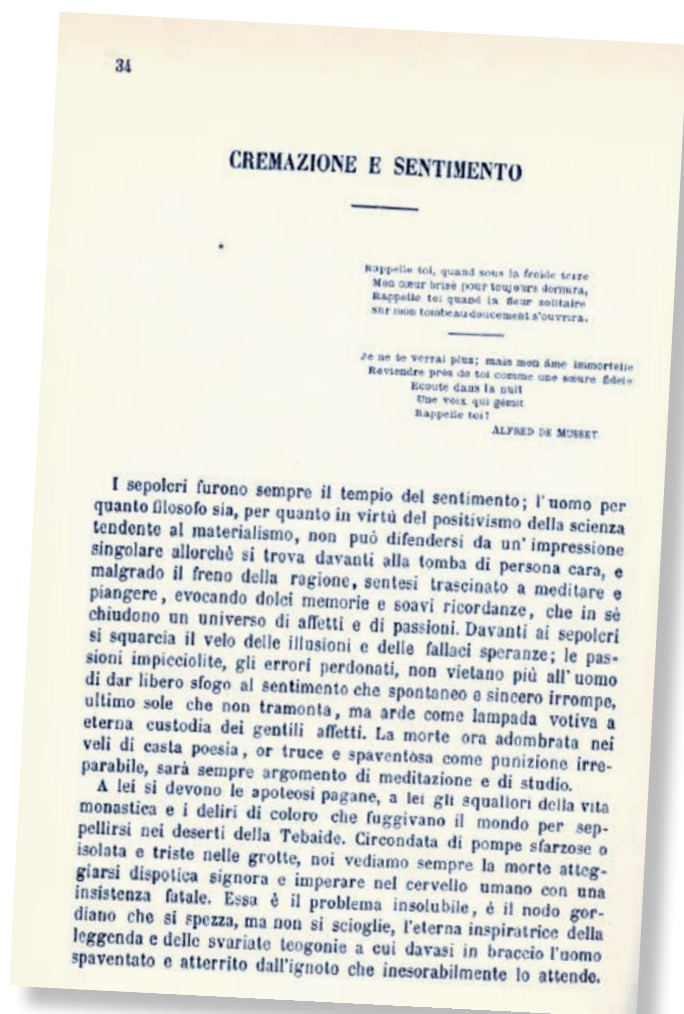 34
CREMAZIONE E SENTIMENTO
Rappelle toi, quand sous la froide terre
Mon cœur brisé pour toujours dormira,
Rappelle toi quand la fleur solitaire
Sur mon tombeau doucement s'ouvrira.
Je ne te verrai plus; mais mon âme immortelle
Reviendre près de toi comme une sœure fidele
Ecoute dans la nuit
Une voix qui gémit
Rappelle toi!
ALFRED DE MUSSET
I sepolcri furono sempre il tempio del sentimento; l'uomo per
quanto filosofo sia, per quanto in virtù del positivismo della scienza
tendente al materialismo, non può difendersi da un'impressione
singolare allorchè si trova davanti alla tomba di persona cara, e
malgrado il freno della ragione, sentesi trascinato a meditare e
piangere, evocando dolci memorie e soavi ricordanze, che in sè
chiudono un universo di affetti e di passioni. Davanti ai sepolcri
si squarcia il velo delle illusioni e delle fallaci speranze; le pas-
sioni impicciolite, gli errori perdonati, non vietano più all'uomo
di dar libero sfogo al sentimento che spontaneo e sincero irrompe,
ultimo sole che non tramonta, ma arde come lampada votiva a
eterna custodia dei gentili affetti. La morte ora adombrata nei
veli di casta poesia, or truce e spaventosa come punizione irre-
parabile, sarà sempre argomento di meditazione e di studio.
A lei si devono le apoteosi pagane, a lei gli squallori della vita
monastica e i deliri di coloro che fuggivano il mondo per sep-
pellirsi nei deserti della Tebaide. Circondata di pompe sfarzose o
isolata e triste nelle grotte, noi vediamo sempre la morte atteg-
giarsi dispotica signora e imperare nel cervello umano con una
insistenza fatale. Essa è il problema insolubile, è il nodo gor-
diano che si spezza, ma non si scioglie, l'eterna inspiratrice della
leggenda e delle svariate teogonie a cui davasi in braccio l'uomo
spaventato e atterrito dall'ignoto che inesorabilmente lo attende.